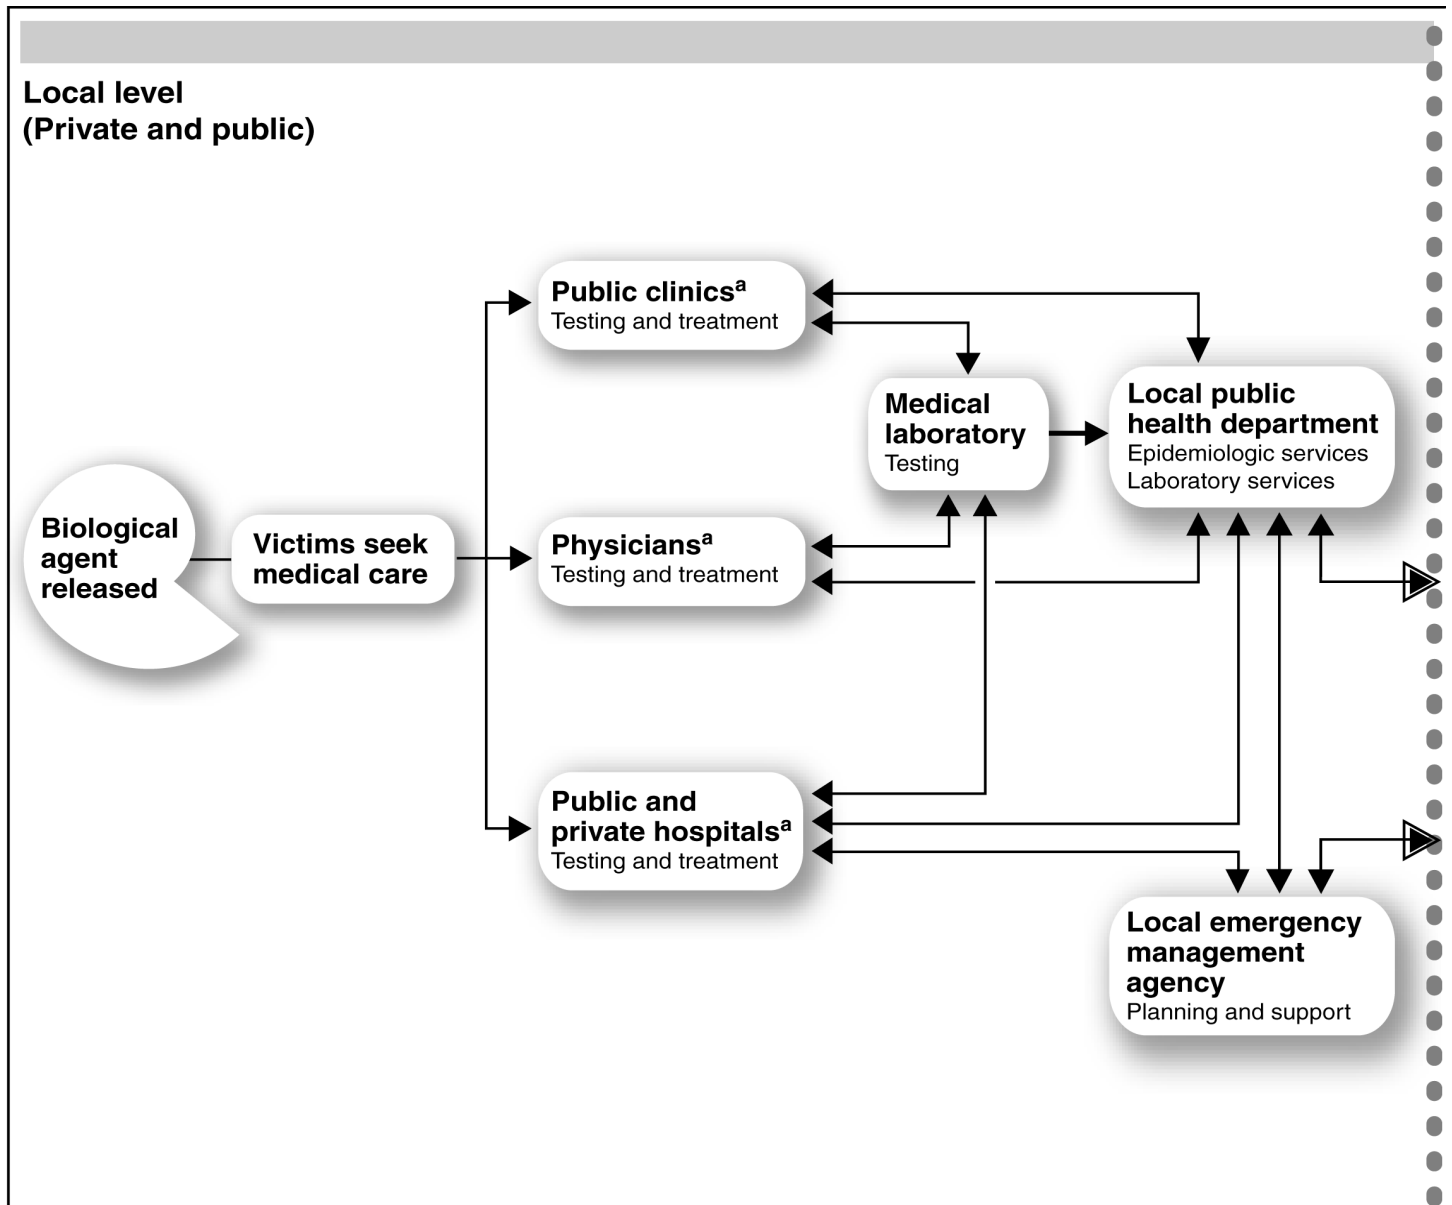 Local level
(Private and public)
Public clinicsa
Testing and treatment
Medical
laboratory
Testing
Local public
health department
Epidemiologic services
Laboratory services
Biological
agent
released
Victims seek
medical care
Physiciansa
Testing and treatment
Public and
private hospitalsa
Testing and treatment
Local emergency
management
agency
Planning and support